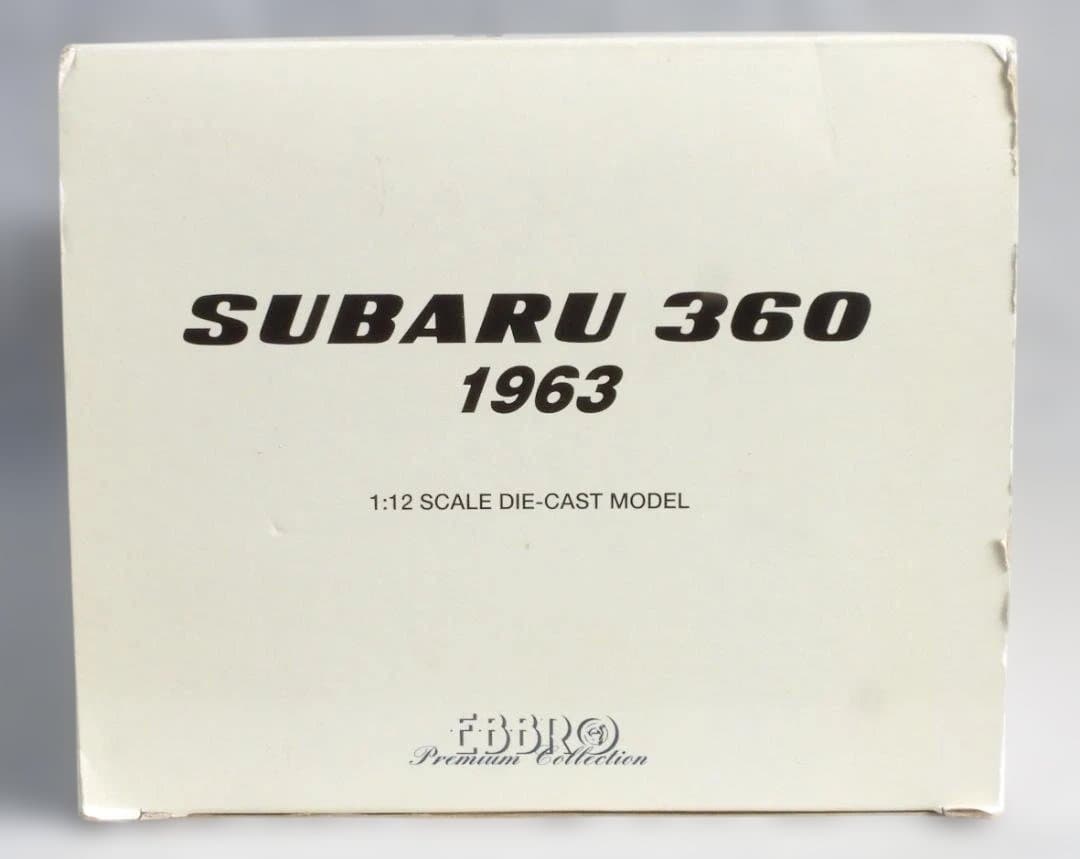 SUBARU 360
1963
1:12 SCALE DIE-CAST MODEL
EBBRO
Premium Collection